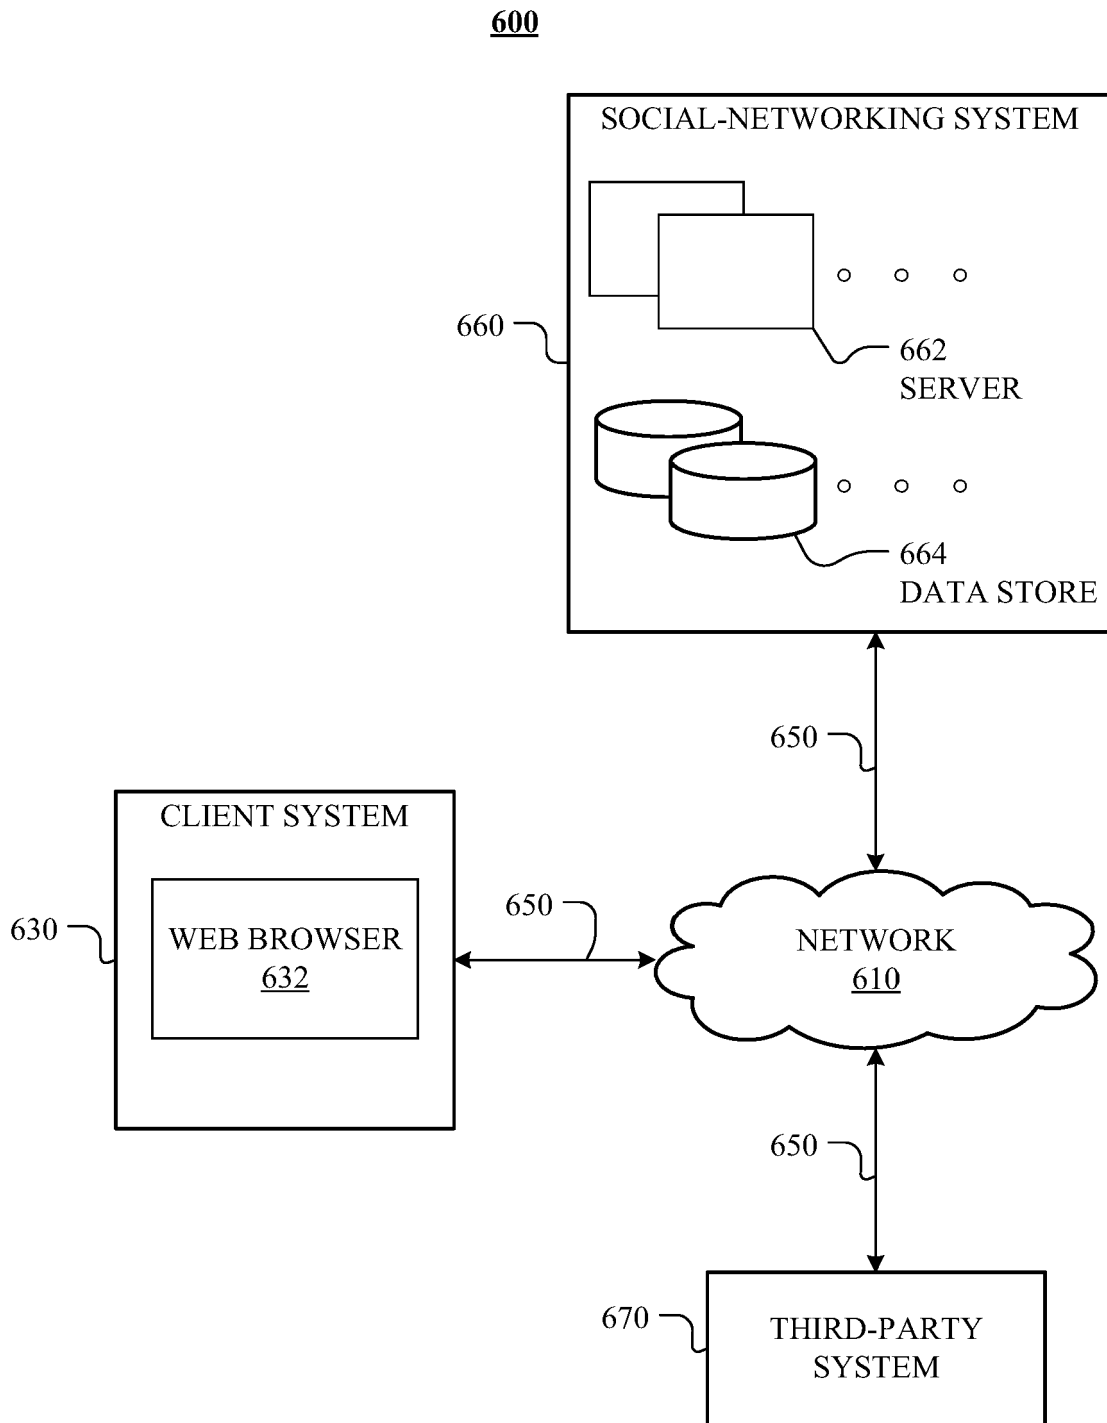 600
SOCIAL-NETWORKING SYSTEM
660
662
SERVER
664
DATA STORE
650
CLIENT SYSTEM
630
WEB BROWSER
632
650
NETWORK
610
650
670
THIRD-PARTY
SYSTEM